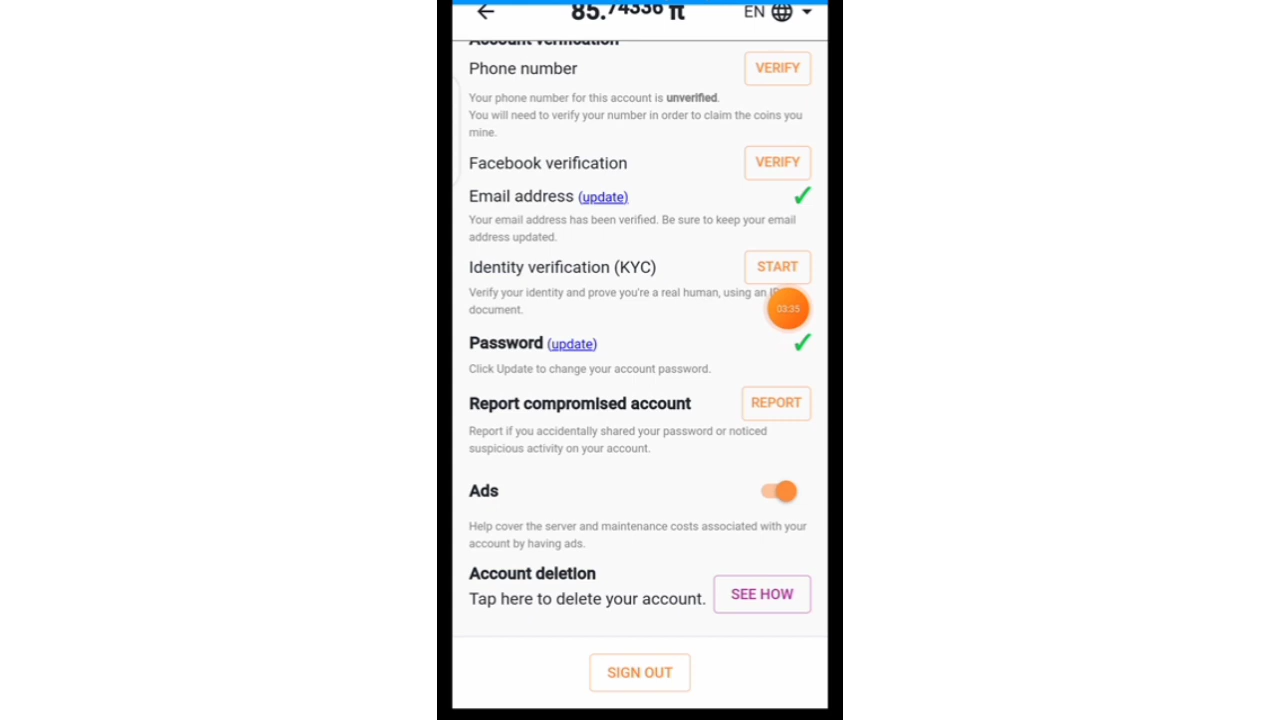 85.74336 π EN
Account verification
Phone number VERIFY
Your phone number for this account is unverified.
You will need to verify your number in order to claim the coins you
mine.
Facebook verification VERIFY
Email address (update) ✓
Your email address has been verified. Be sure to keep your email
address updated.
Identity verification (KYC) START
Verify your identity and prove you're a real human, using an
document. 03:35
Password (update) ✓
Click Update to change your account password.
Report compromised account REPORT
Report if you accidentally shared your password or noticed
suspicious activity on your account.
Ads
Help cover the server and maintenance costs associated with your
account by having ads.
Account deletion
Tap here to delete your account. SEE HOW
SIGN OUT